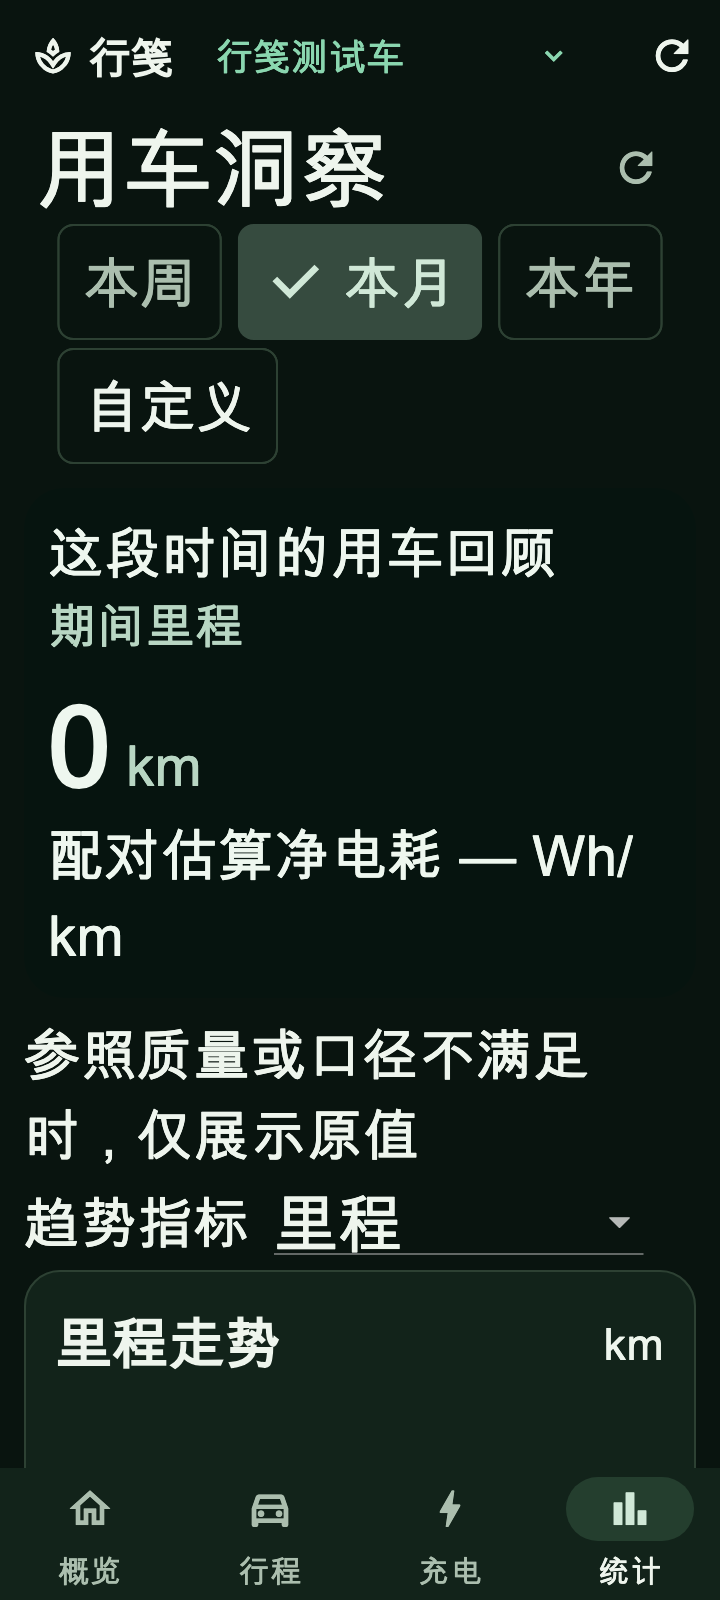 行笺 行笺测试车
用车洞察
本周 本月 本年
自定义
这段时间的用车回顾
期间里程
0 km
配对估算净电耗 — Wh/
km
参照质量或口径不满足
时，仅展示原值
趋势指标 里程
里程走势 km
概览 行程 充电 统计